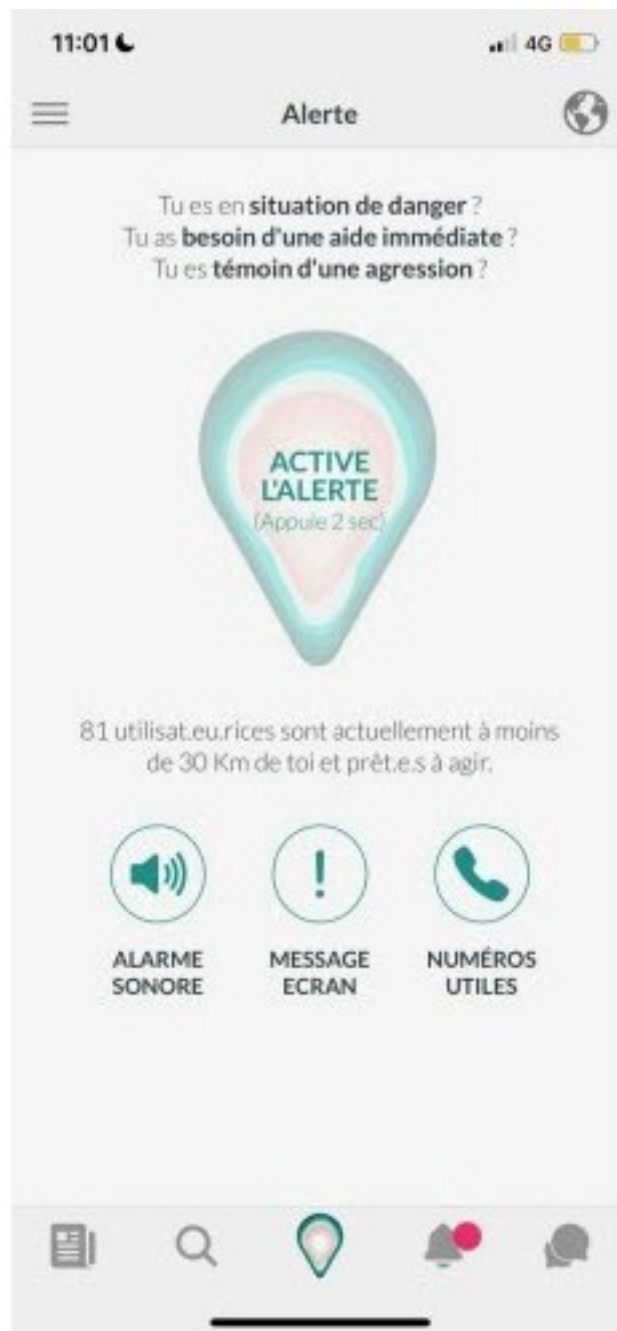 11:01
4G
Alerte
Tu es en situation de danger ?
Tu as besoin d'une aide immédiate ?
Tu es témoin d'une agression ?
ACTIVE
L'ALERTE
(Appuie 2 sec)
81 utilisat.eu.rices sont actuellement à moins
de 30 Km de toi et prêt.e.s à agir.
ALARME
SONORE
MESSAGE
ECRAN
NUMÉROS
UTILES